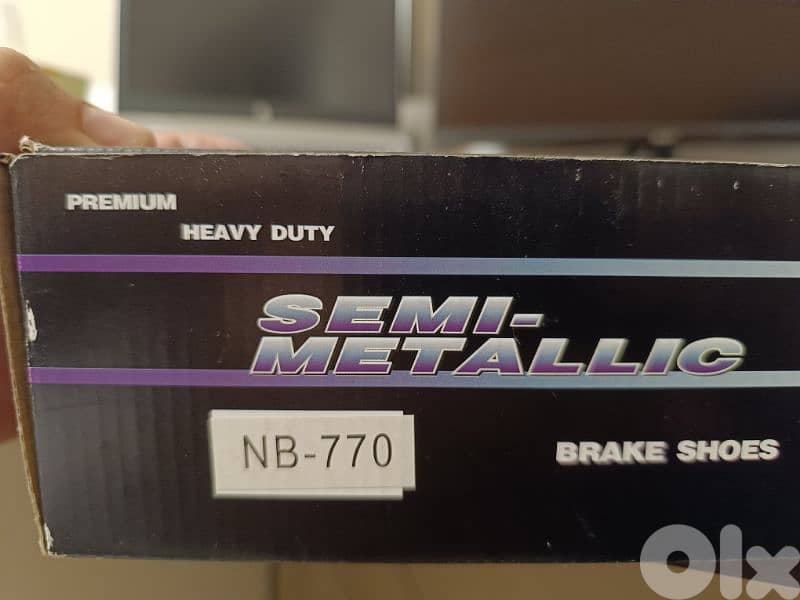 PREMIUM
HEAVY DUTY
SEMI-
METALLIC
NB-770
BRAKE SHOES
Olx